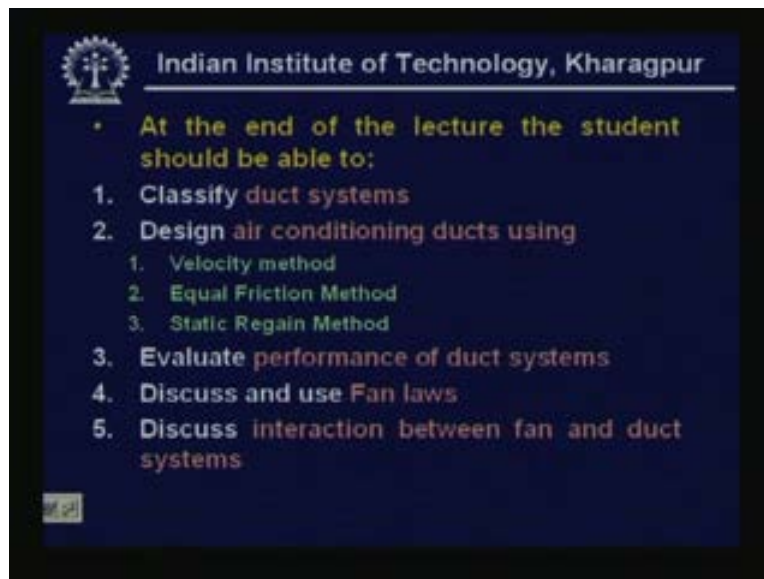 Indian Institute of Technology, Kharagpur
• At the end of the lecture the student
should be able to:
1. Classify duct systems
2. Design air conditioning ducts using
1. Velocity method
2. Equal Friction Method
3. Static Regain Method
3. Evaluate performance of duct systems
4. Discuss and use Fan laws
5. Discuss interaction between fan and duct
systems